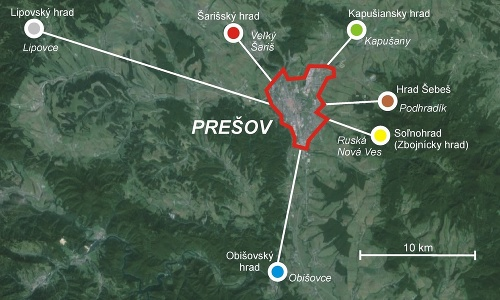 Lipovský hrad
Lipovce
Šarišský hrad
Veľký
Šariš
Kapušiansky hrad
Kapušany
Hrad Šebeš
Podhradík
PREŠOV
Ruská
Nová Ves
Soľnohrad
(Zbojnícky hrad)
Obišovský
hrad
Obišovce
10 km